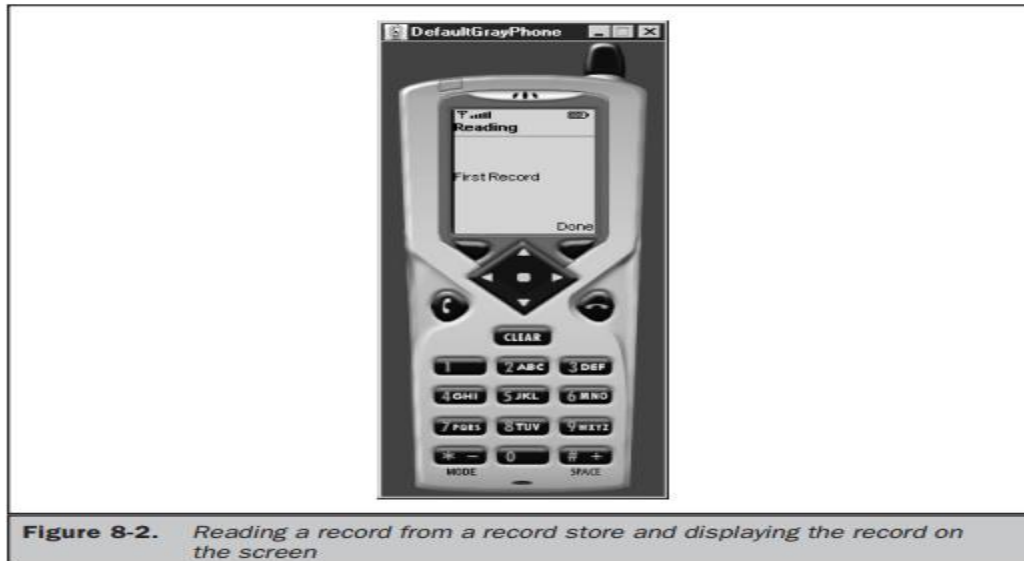 DefaultGrayPhone
Reading
First Record
Done
CLEAR
1 2 ABC 3 DEF
4 GHI 5 JKL 6 MNO
7 PQRS 8 TUV 9 WXYZ
* - 0 # +
MODE SPACE
Figure 8-2. Reading a record from a record store and displaying the record on
the screen